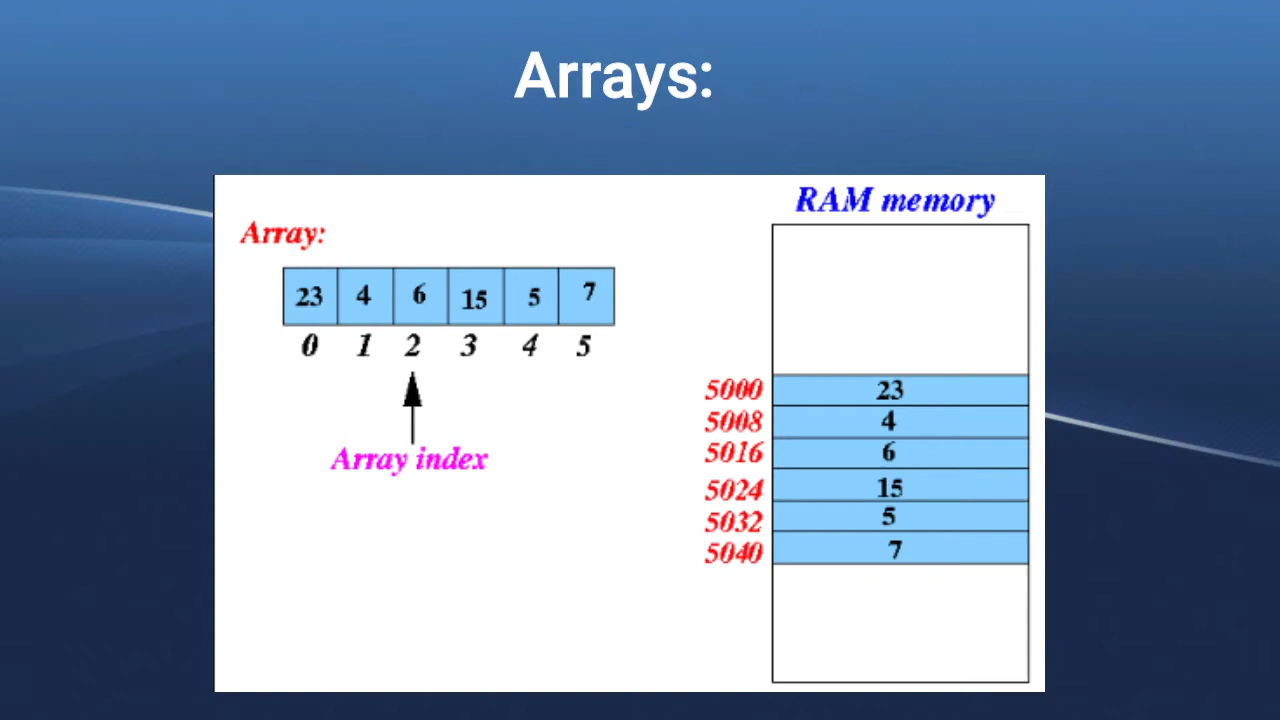 Arrays:
RAM memory
Array:
23 4 6 15 5 7
0 1 2 3 4 5
Array index
5000 23
5008 4
5016 6
5024 15
5032 5
5040 7